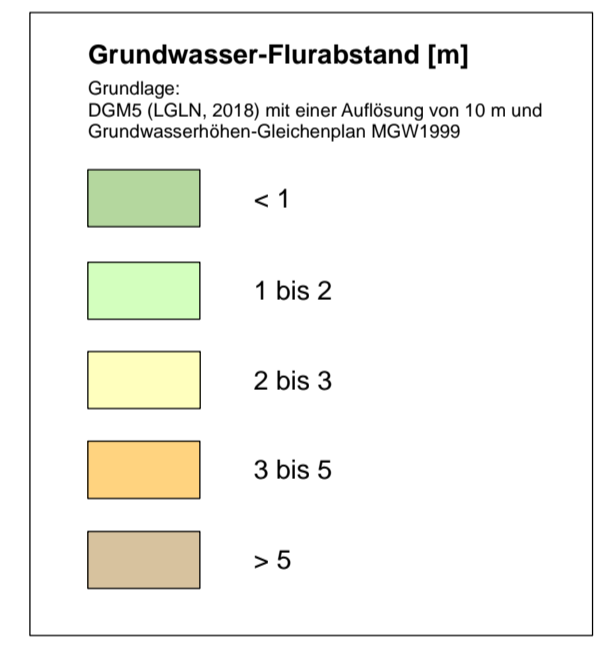 Grundwasser-Flurabstand [m]
Grundlage:
DGM5 (LGLN, 2018) mit einer Auflösung von 10 m und
Grundwasserhöhen-Gleichenplan MGW1999
< 1
1 bis 2
2 bis 3
3 bis 5
> 5